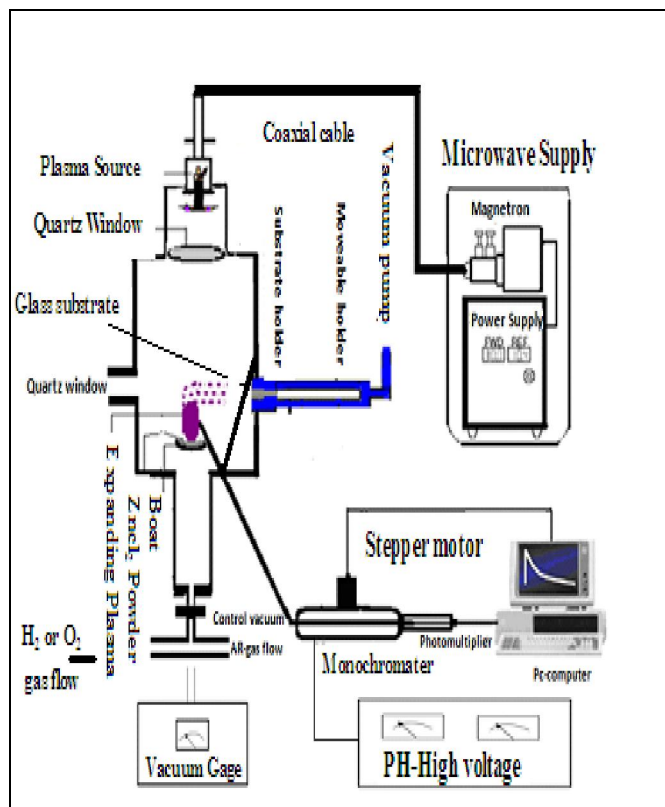 Coaxial cable
Plasma Source
Quartz Window
Glass substrate
Quartz window
Substrate holder
Moveable holder
Vacuum pump
Microwave Supply
Magnetron
Power Supply
FWD REF
Expanding Plasma
Znck Powder
Boat
Stepper motor
Control vacuum
AR-gas flow
H₂ or O₂
gas flow
Monochromater
Photomultiplier
Pc-computer
Vacuum Gage
PH-High voltage